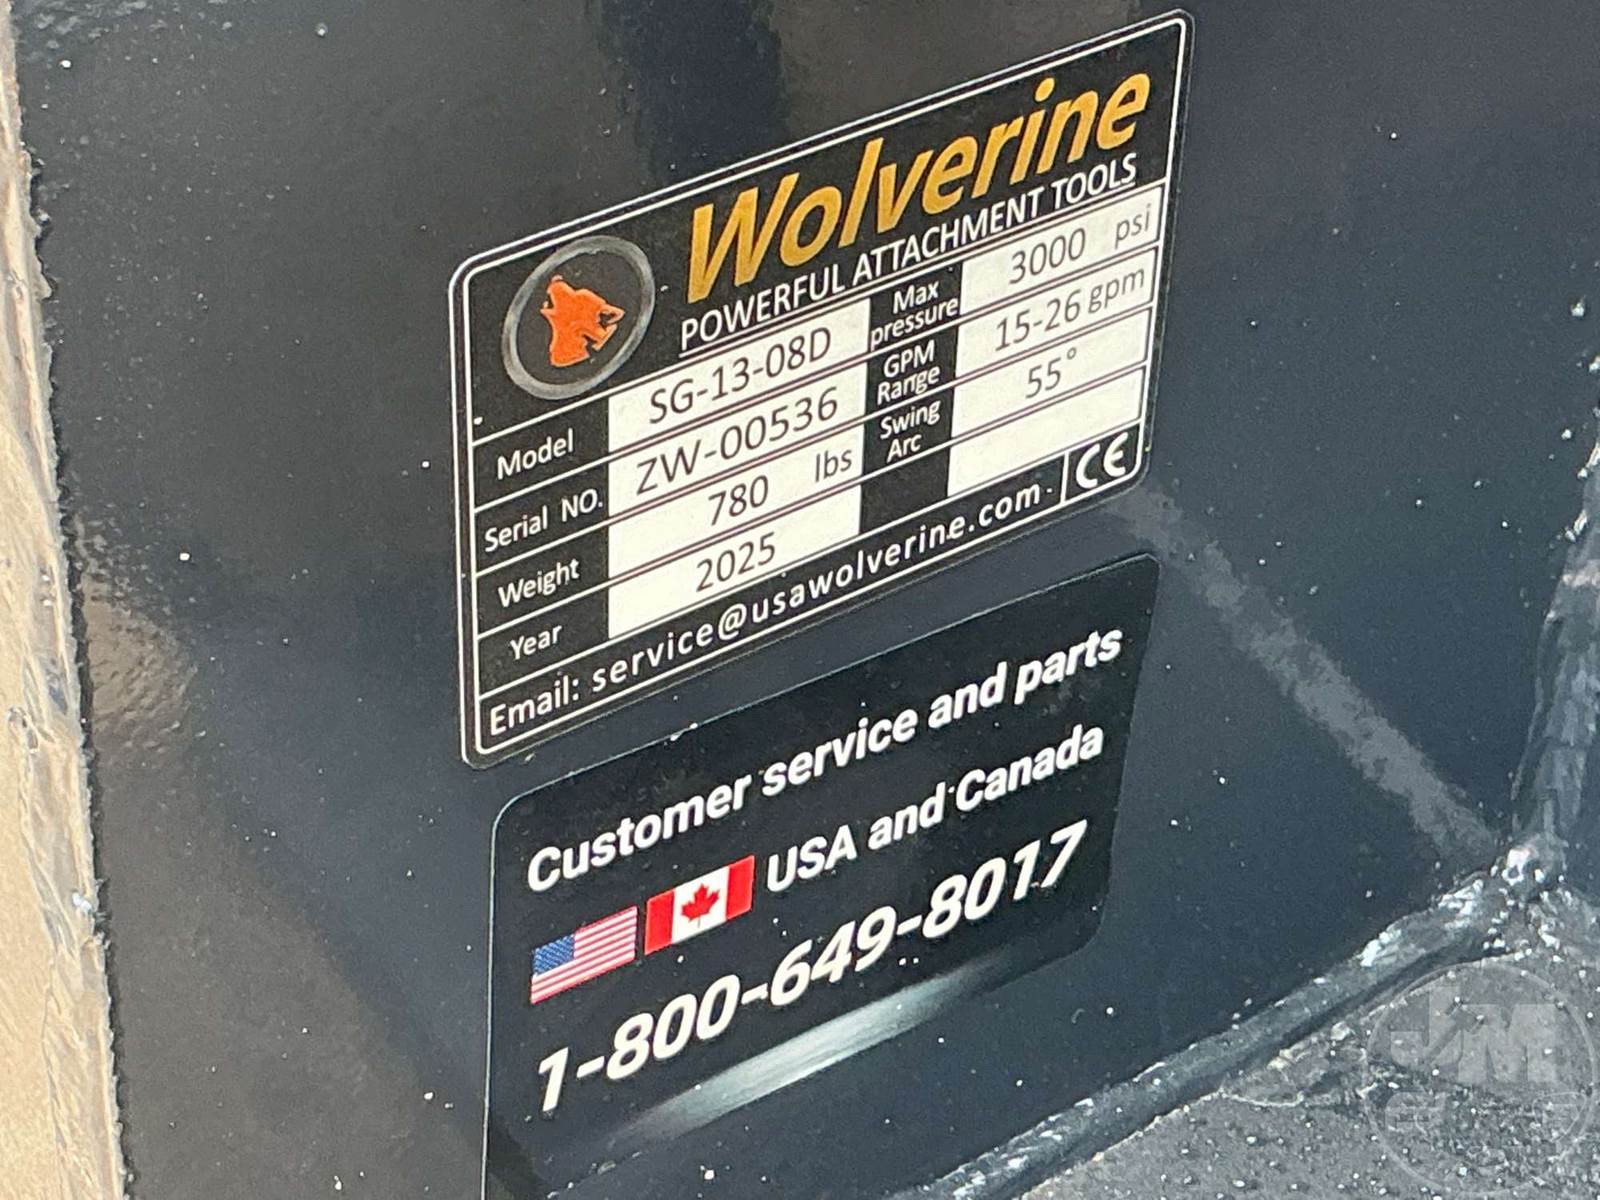 Wolverine
POWERFUL ATTACHMENT TOOLS
Model SG-13-08D Max pressure 3000 psi
Serial NO. ZW-00536 GPM Range 15-26 gpm
Weight 780 lbs Swing Arc 55°
Year 2025
Email: service@usawolverine.com CE
Customer service and parts
USA and Canada
1-800-649-8017
JM